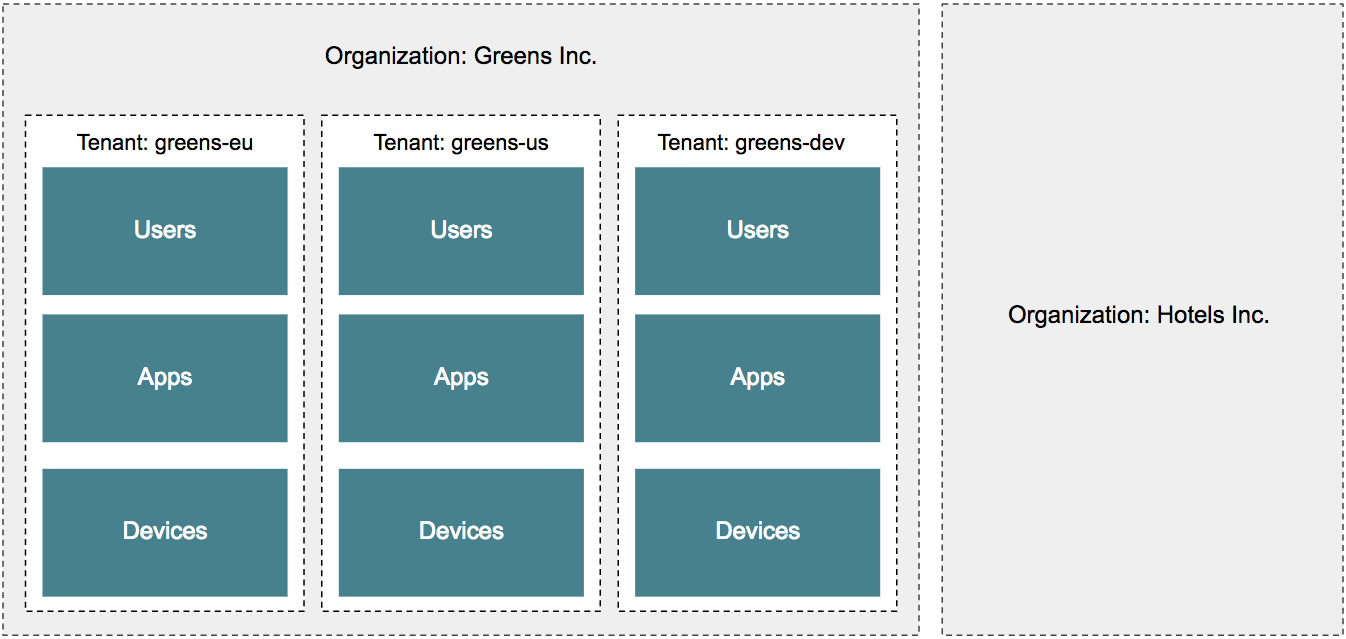 Organization: Greens Inc.
Tenant: greens-eu
Users
Apps
Devices
Tenant: greens-us
Users
Apps
Devices
Tenant: greens-dev
Users
Apps
Devices
Organization: Hotels Inc.